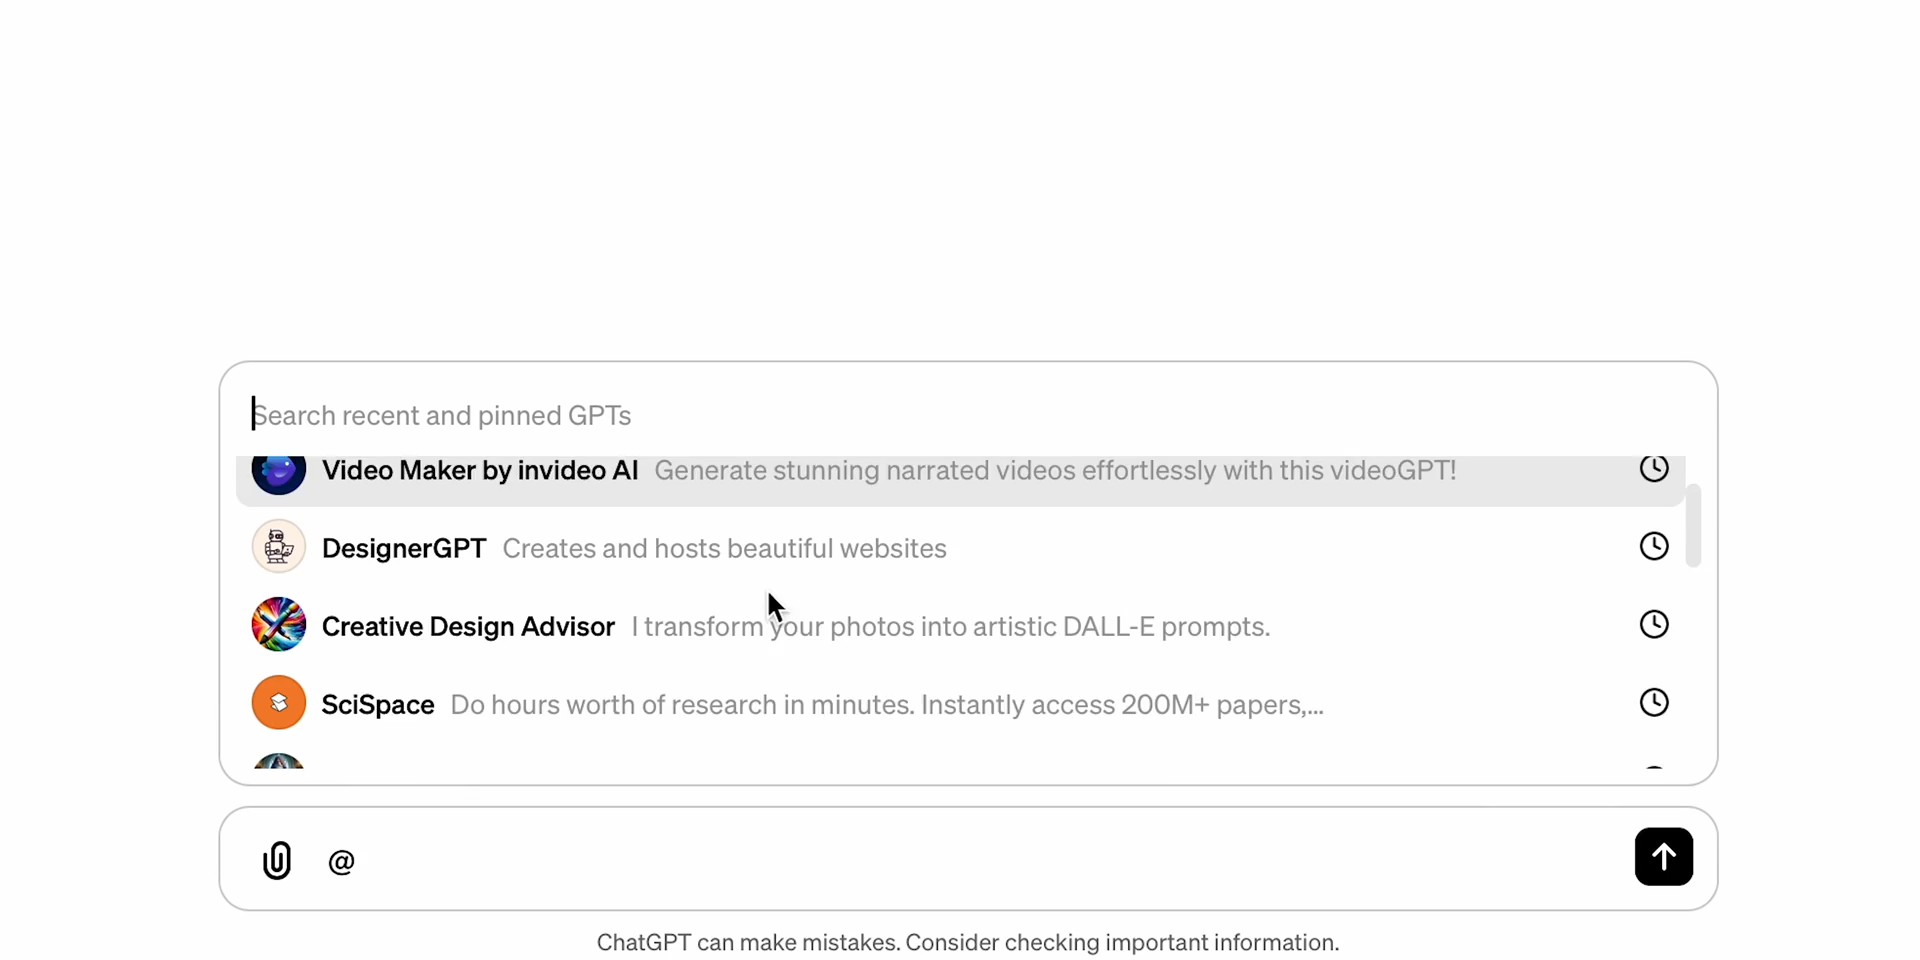 Search recent and pinned GPTs
Video Maker by invideo AI Generate stunning narrated videos effortlessly with this videoGPT!
DesignerGPT Creates and hosts beautiful websites
Creative Design Advisor I transform your photos into artistic DALL-E prompts.
SciSpace Do hours worth of research in minutes. Instantly access 200M+ papers,...
@
ChatGPT can make mistakes. Consider checking important information.